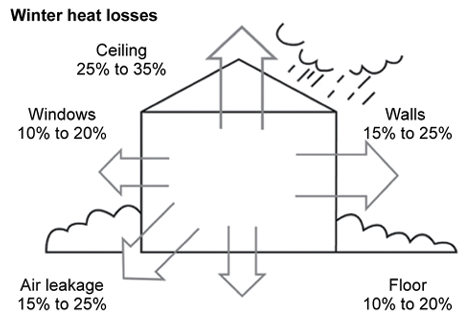 Winter heat losses
Ceiling
25% to 35%
Windows
10% to 20%
Walls
15% to 25%
Air leakage
15% to 25%
Floor
10% to 20%